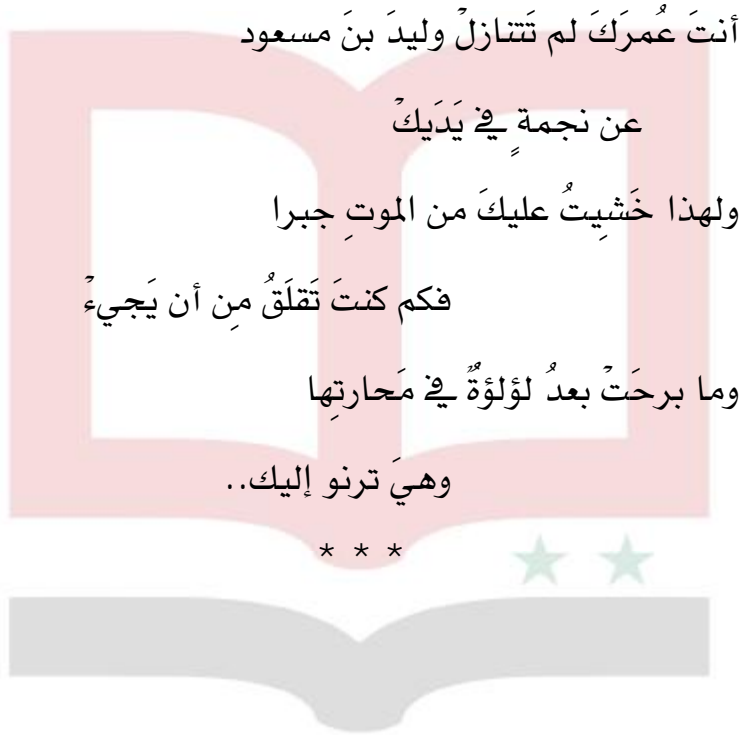 أنتَ عُمرَكَ لم تَتنازلْ وليدَ بنَ مسعود
عن نجمةٍ في يَدَيكْ
ولهذا خَشِيتُ عليكَ من الموتِ جبرا
فكم كنتَ تَقلَقُ مِن أن يَجيءْ
وما برحَتْ بعدُ لؤلؤةٌ في مَحارتِها
وهيَ ترنو إليك..
* * *